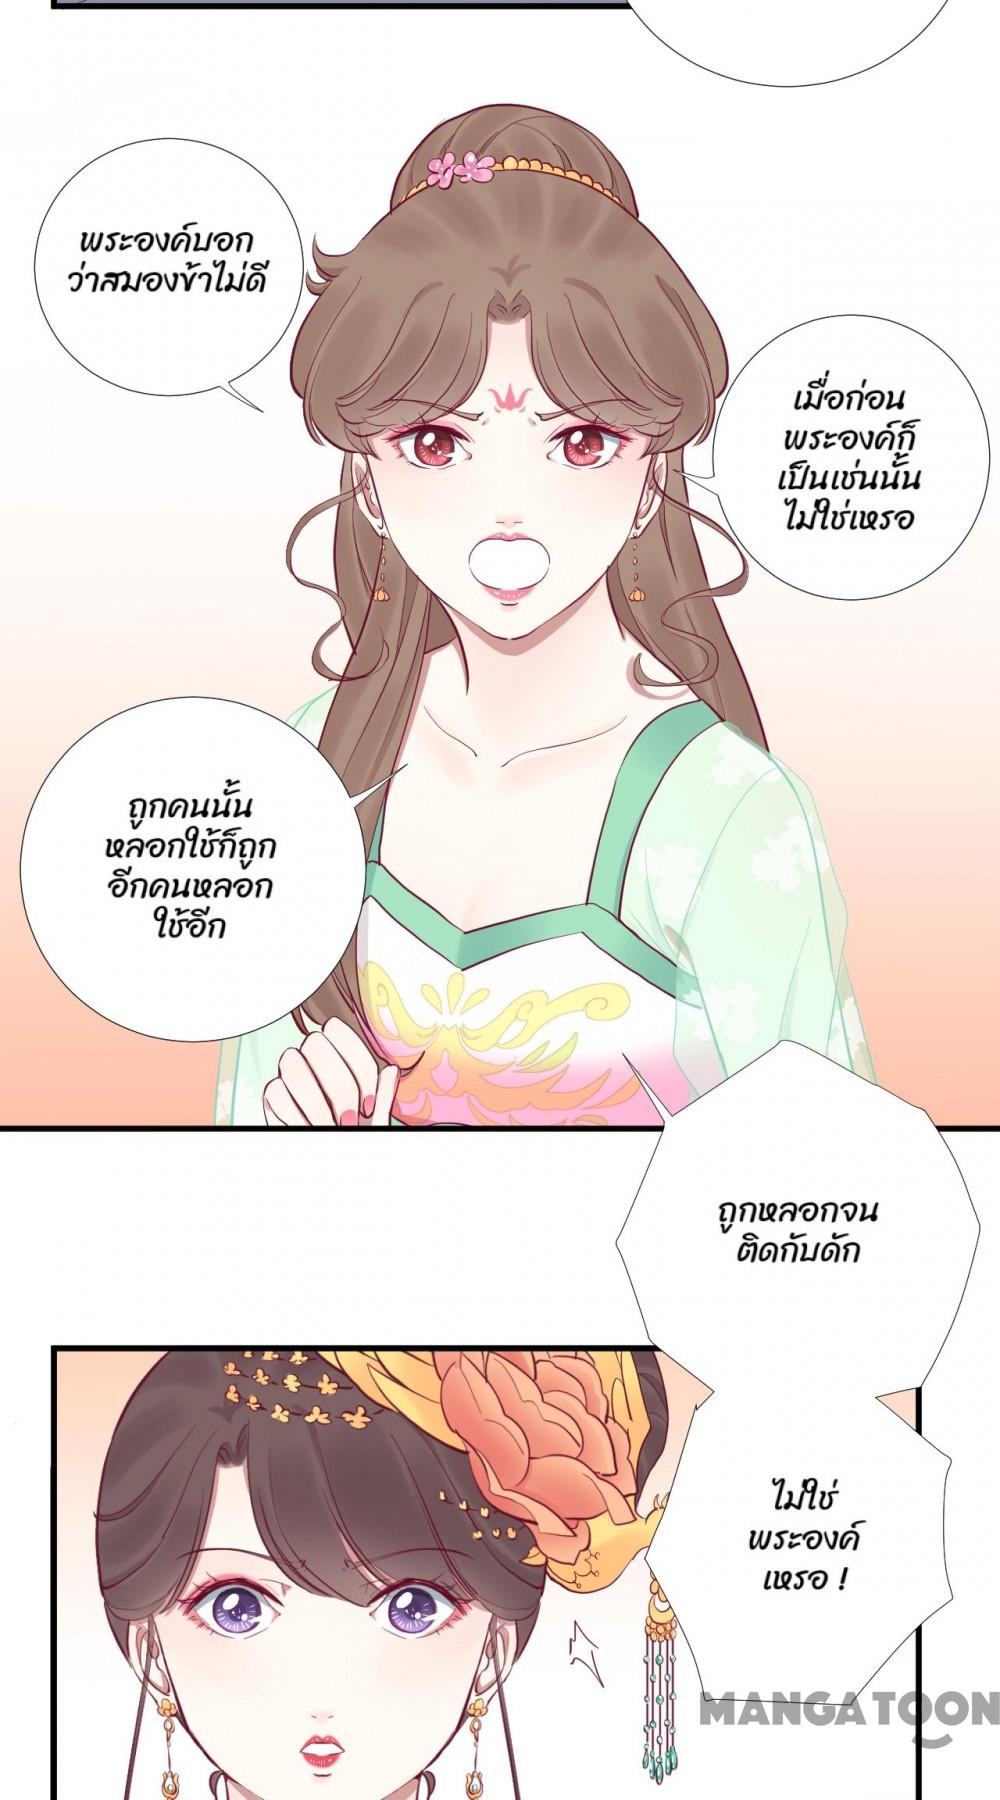 พระองค์บอก
ว่าสมองข้าไม่ดี
เมื่อก่อน
พระองค์ก็
เป็นเช่นนั้น
ไม่ใช่เหรอ
ถูกคนนั้น
หลอกใช้ก็ถูก
อีกคนหลอก
ใช้อีก
ถูกหลอกจน
ติดกับดัก
ไม่ใช่
พระองค์
เหรอ !
MANGATOON